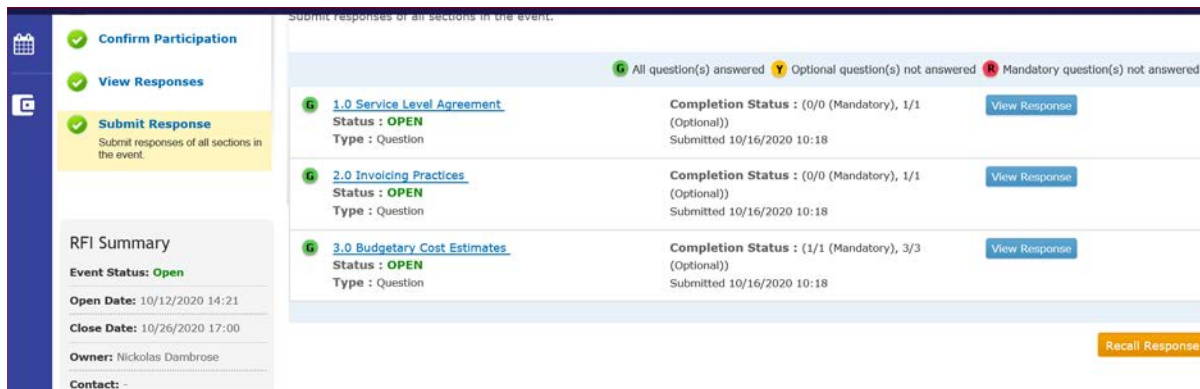 Submit responses of all sections in the event.
Confirm Participation
View Responses
Submit Response
Submit responses of all sections in
the event.
RFI Summary
Event Status: Open
Open Date: 10/12/2020 14:21
Close Date: 10/26/2020 17:00
Owner: Nickolas Dambrose
Contact: -
G All question(s) answered Y Optional question(s) not answered R Mandatory question(s) not answered
G 1.0 Service Level Agreement
Status : OPEN
Type : Question
Completion Status : (0/0 (Mandatory), 1/1
(Optional))
Submitted 10/16/2020 10:18
View Response
G 2.0 Invoicing Practices
Status : OPEN
Type : Question
Completion Status : (0/0 (Mandatory), 1/1
(Optional))
Submitted 10/16/2020 10:18
View Response
G 3.0 Budgetary Cost Estimates
Status : OPEN
Type : Question
Completion Status : (1/1 (Mandatory), 3/3
(Optional))
Submitted 10/16/2020 10:18
View Response
Recall Response